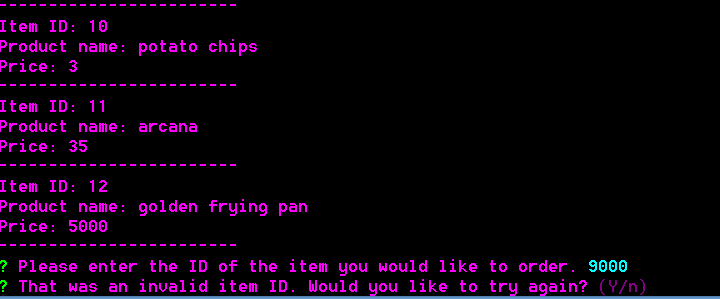 ------------------------
Item ID: 10
Product name: potato chips
Price: 3
------------------------
Item ID: 11
Product name: arcana
Price: 35
------------------------
Item ID: 12
Product name: golden frying pan
Price: 5000
------------------------
? Please enter the ID of the item you would like to order. 9000
? That was an invalid item ID. Would you like to try again? (Y/n)